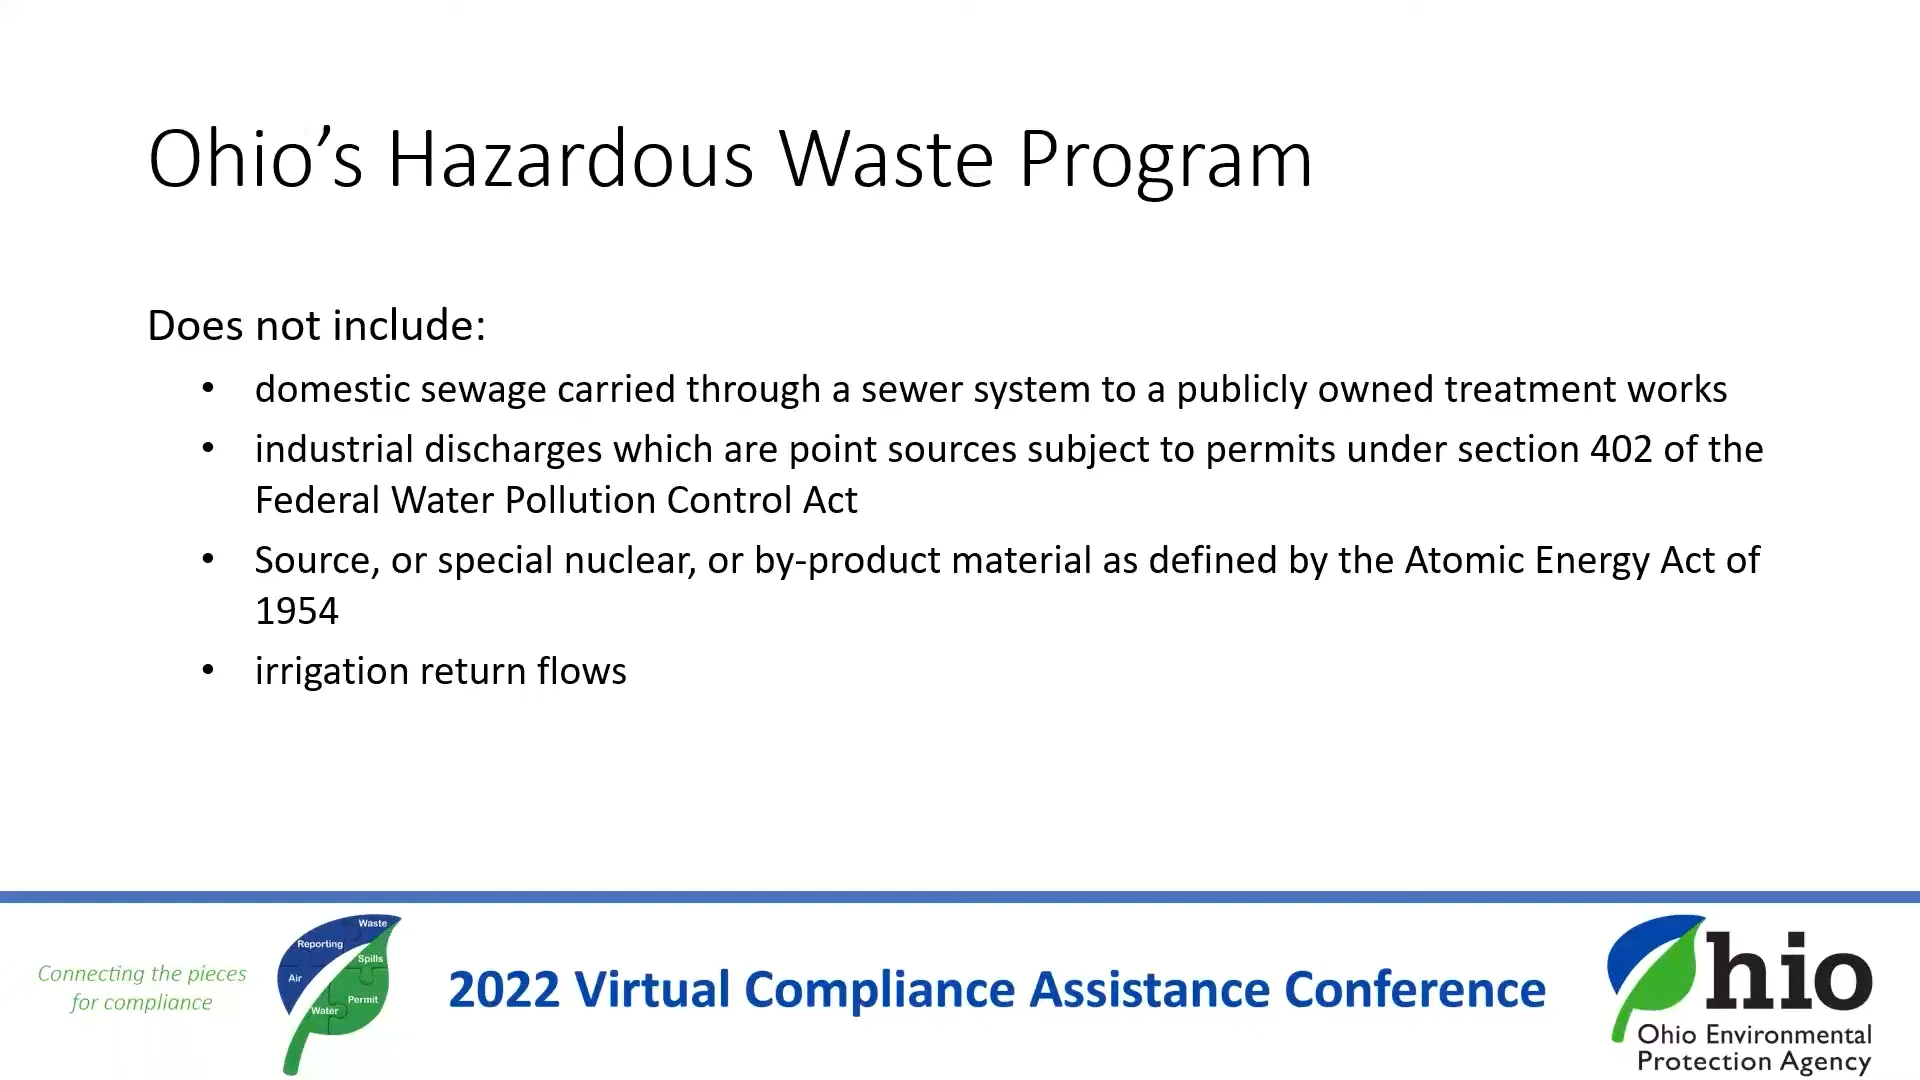 Ohio’s Hazardous Waste Program
Does not include:
• domestic sewage carried through a sewer system to a publicly owned treatment works
• industrial discharges which are point sources subject to permits under section 402 of the
Federal Water Pollution Control Act
• Source, or special nuclear, or by-product material as defined by the Atomic Energy Act of
1954
• irrigation return flows
Connecting the pieces
for compliance
Waste
Reporting
Spills
Air
Permit
Water
2022 Virtual Compliance Assistance Conference
Ohio
Ohio Environmental
Protection Agency